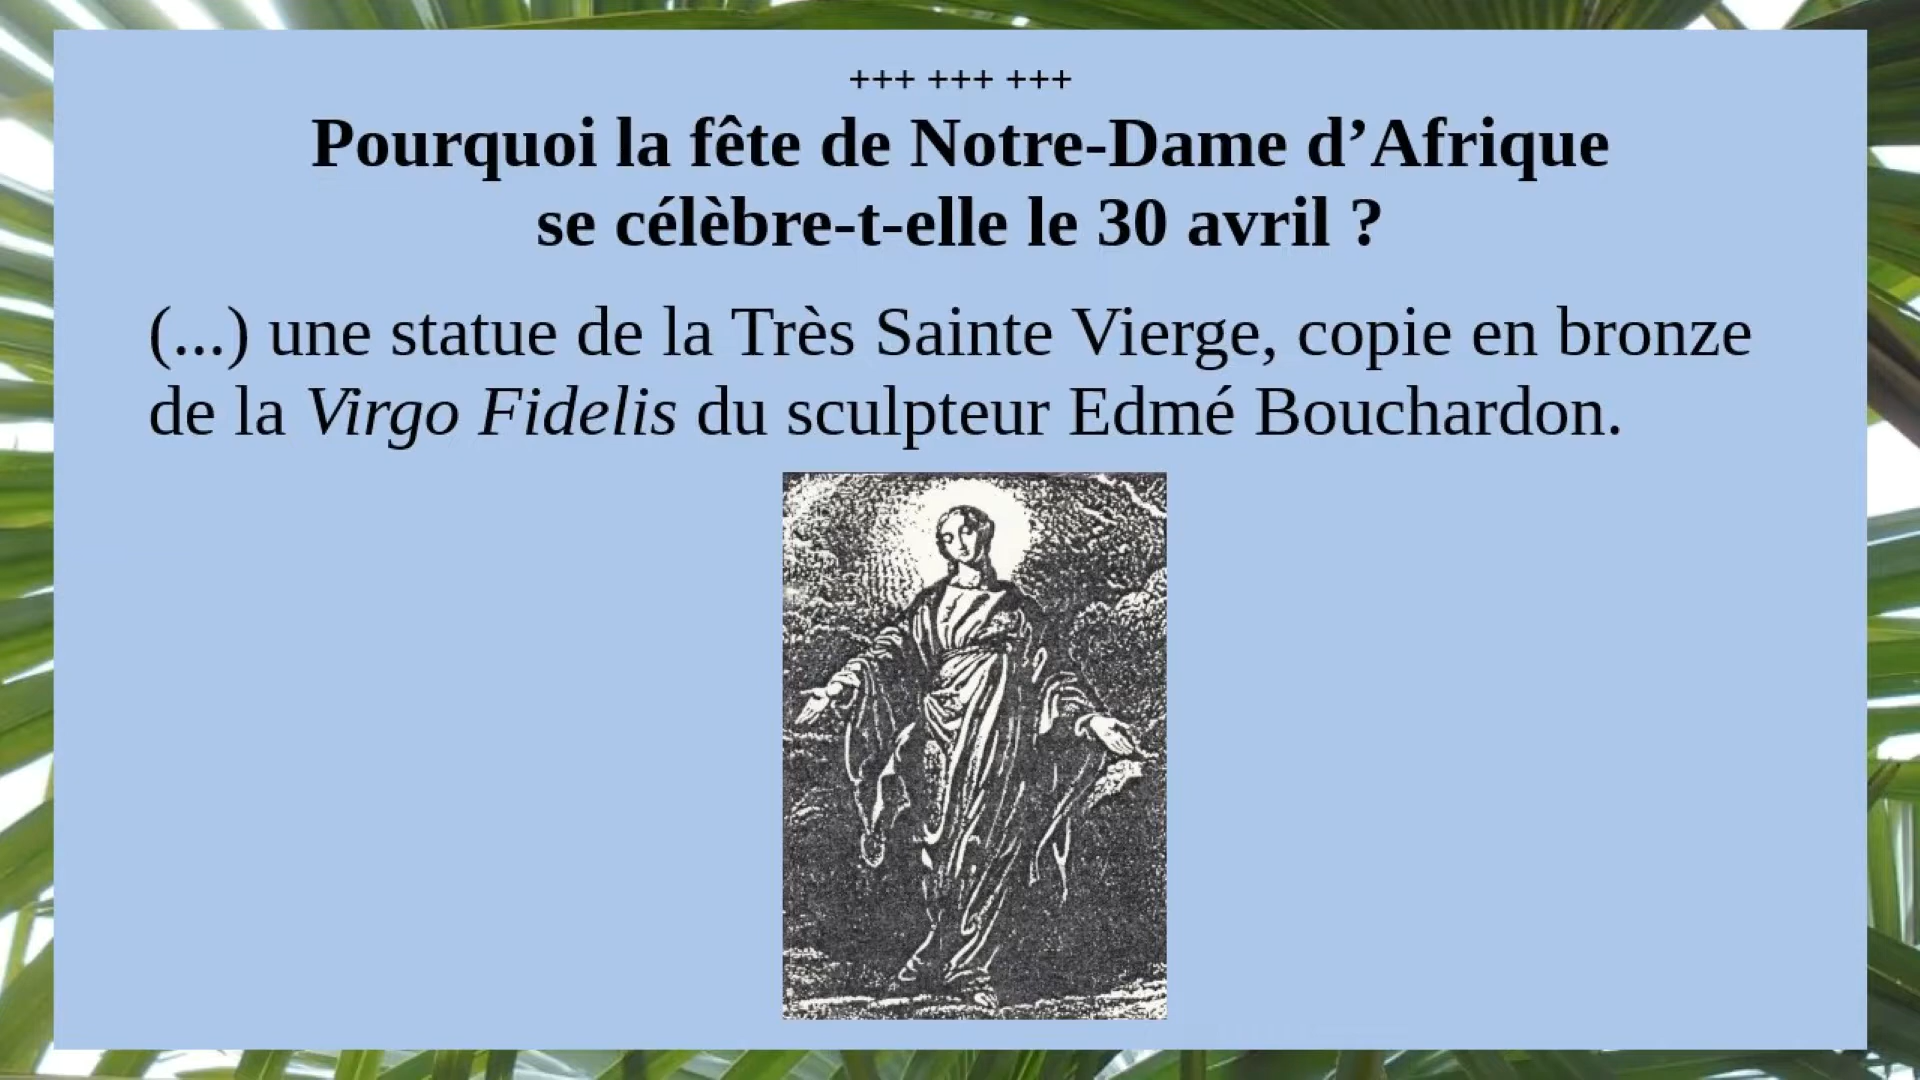 +++ +++ +++
Pourquoi la fête de Notre-Dame d’Afrique
se célèbre-t-elle le 30 avril ?
(...) une statue de la Très Sainte Vierge, copie en bronze
de la Virgo Fidelis du sculpteur Edmé Bouchardon.